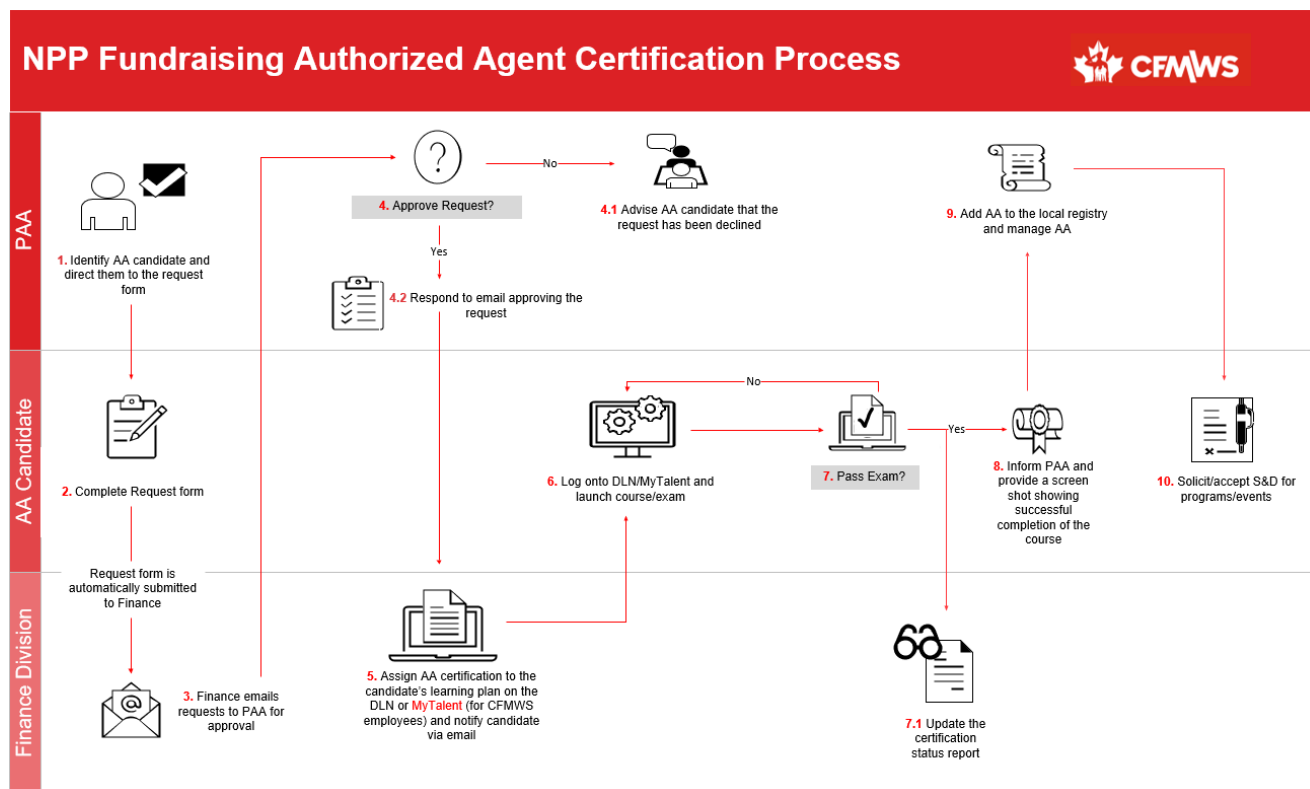 NPP Fundraising Authorized Agent Certification Process
CFMWS
PAA
1. Identify AA candidate and
direct them to the request
form
?
4. Approve Request?
No
4.1 Advise AA candidate that the
request has been declined
Yes
4.2 Respond to email approving the
request
9. Add AA to the local registry
and manage AA
AA Candidate
2. Complete Request form
6. Log onto DLN/MyTalent and
launch course/exam
No
7. Pass Exam?
Yes
8. Inform PAA and
provide a screen
shot showing
successful
completion of the
course
10. Solicit/accept S&D for
programs/events
Finance Division
Request form is
automatically submitted
to Finance
@
3. Finance emails
requests to PAA for
approval
5. Assign AA certification to the
candidate's learning plan on the
DLN or MyTalent (for CFMWS
employees) and notify candidate
via email
7.1 Update the
certification
status report